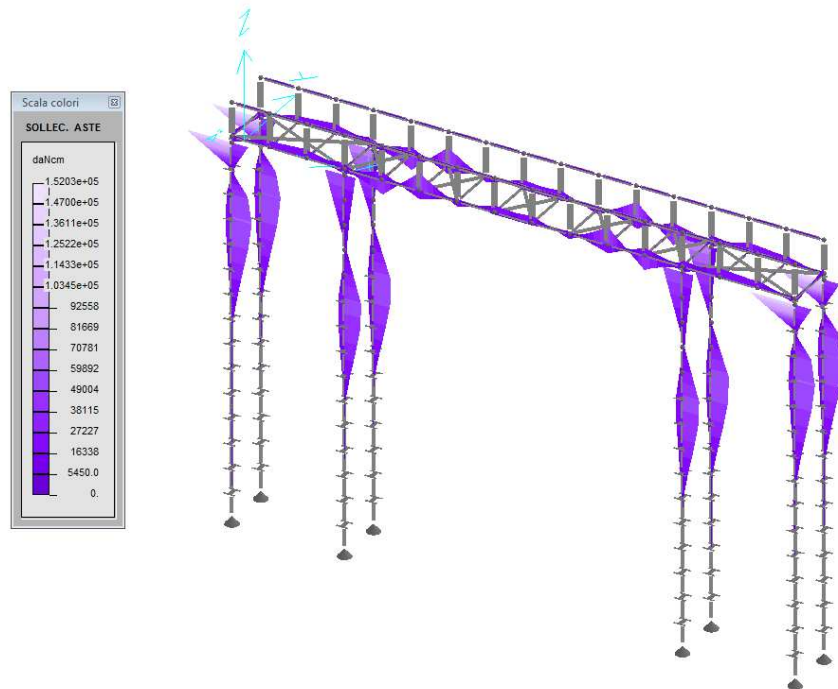 Scala colori
SOLLEC. ASTE
daNcm
1.5203e+05
1.4700e+05
1.3611e+05
1.2522e+05
1.1433e+05
1.0345e+05
92558
81669
70781
59892
49004
38115
27227
16338
5450.0
0.
Z